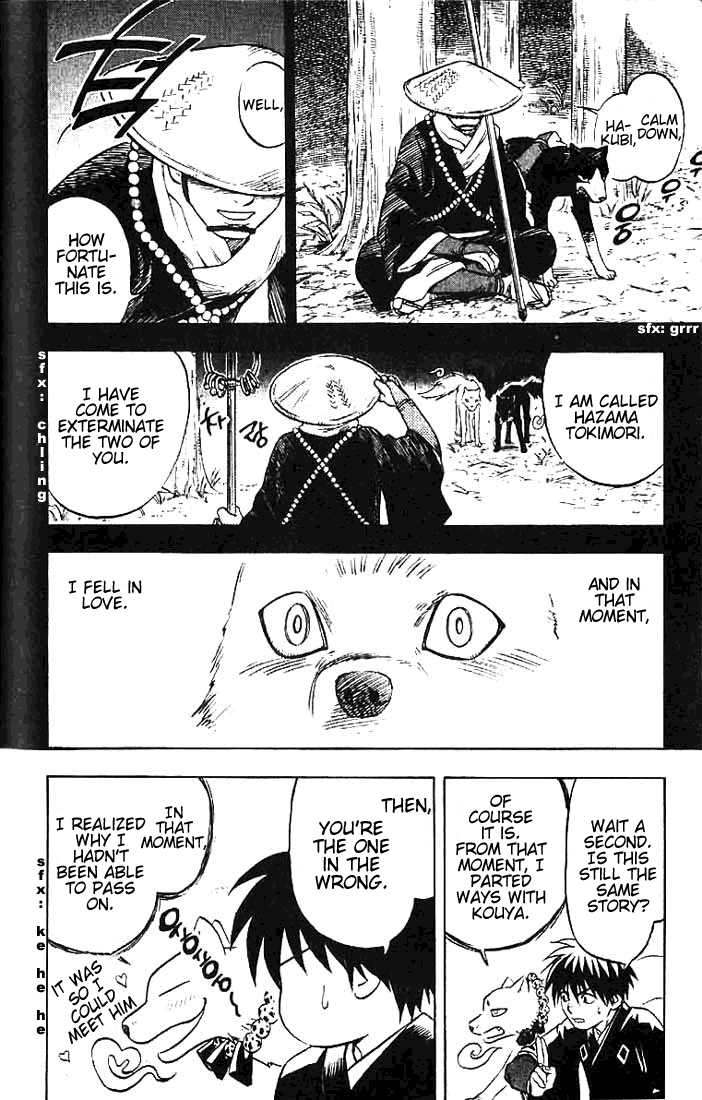 CALM
DOWN,
HA-
KUBI,
sfx: grrr
WELL,
HOW
FORTU-
NATE
THIS IS.
I AM CALLED
HAZAMA
TOKIMORI.
I HAVE
COME TO
EXTERMINATE
THE TWO OF
YOU.
sfx: chling
AND IN
THAT
MOMENT,
I FELL IN
LOVE.
WAIT A
SECOND.
IS THIS
STILL THE
SAME
STORY?
OF
COURSE
IT IS.
FROM THAT
MOMENT, I
PARTED
WAYS WITH
KOUYA.
THEN,
YOU'RE
THE ONE
IN THE
WRONG.
IN
THAT
MOMENT,
I REALIZED
WHY I
HADN'T
BEEN ABLE
TO PASS
ON.
IT WAS
SO I
COULD
MEET HIM
sfx: ke he he